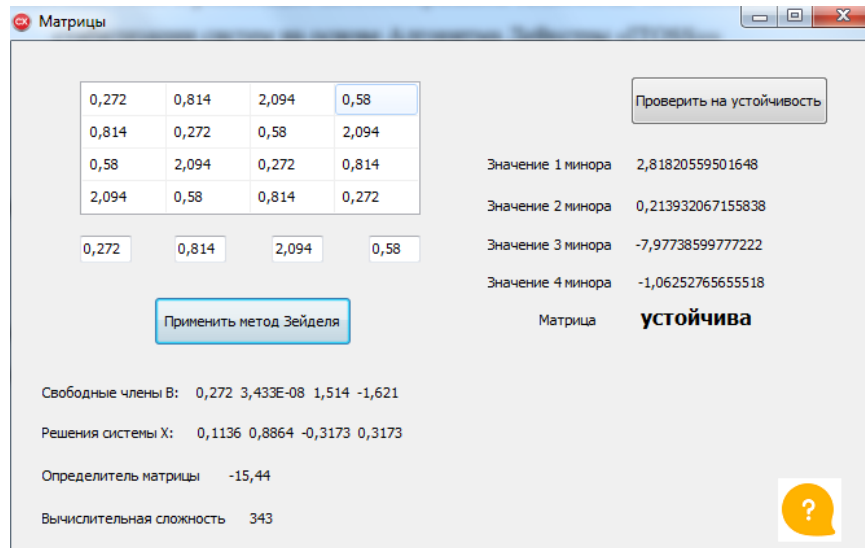 Матрицы
0,272 0,814 2,094 0,58
0,814 0,272 0,58 2,094
0,58 2,094 0,272 0,814
2,094 0,58 0,814 0,272
0,272 0,814 2,094 0,58
Применить метод Зейделя
Свободные члены В: 0,272 3,433E-08 1,514 -1,621
Решения системы Х: 0,1136 0,8864 -0,3173 0,3173
Определитель матрицы -15,44
Вычислительная сложность 343
Проверить на устойчивость
Значение 1 минора 2,81820559501648
Значение 2 минора 0,213932067155838
Значение 3 минора -7,97738599777222
Значение 4 минора -1,06252765655518
Матрица устойчива
?